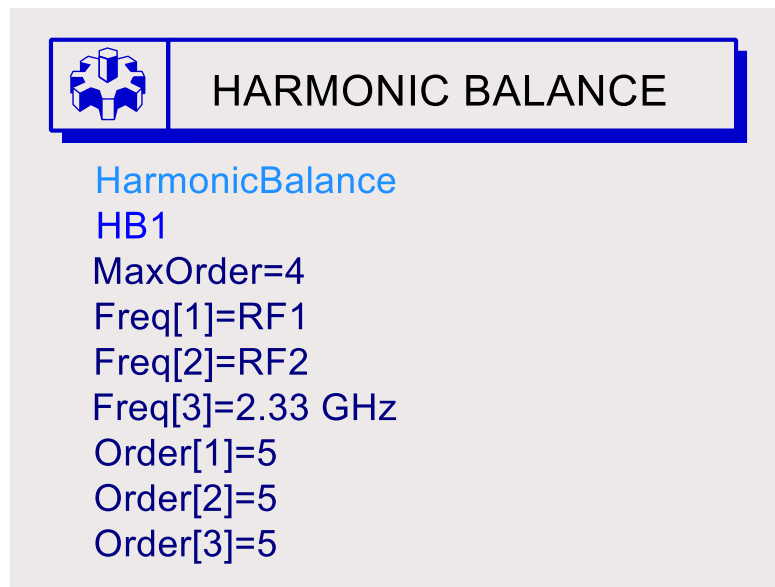 HARMONIC BALANCE
HarmonicBalance
HB1
MaxOrder=4
Freq[1]=RF1
Freq[2]=RF2
Freq[3]=2.33 GHz
Order[1]=5
Order[2]=5
Order[3]=5